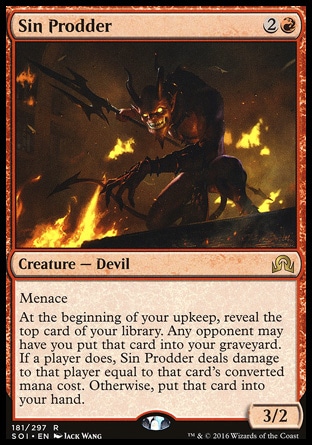 Sin Prodder 2
Creature — Devil
Menace
At the beginning of your upkeep, reveal the
top card of your library. Any opponent may
have you put that card into your graveyard.
If a player does, Sin Prodder deals damage
to that player equal to that card's converted
mana cost. Otherwise, put that card into
your hand.
3/2
181/297 R
SOI • EN Jack Wang ™ & © 2016 Wizards of the Coast